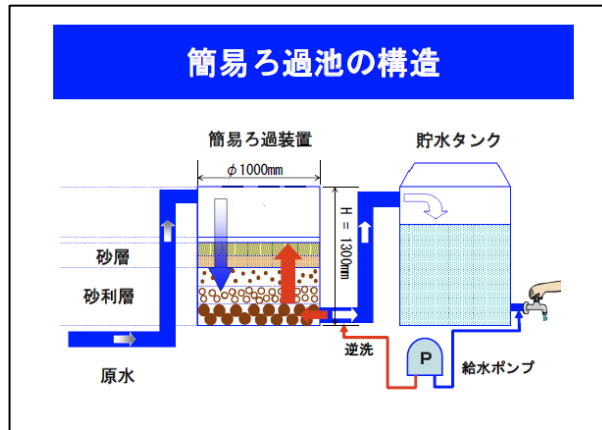 簡易ろ過池の構造
簡易ろ過装置
貯水タンク
φ1000mm
H = 1300mm
砂層
砂利層
原水
逆洗
P
給水ポンプ